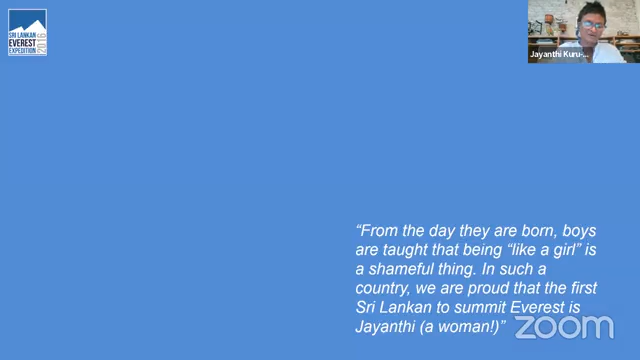 SRI LANKAN
EVEREST
EXPEDITION
2016
Jayanthi Kuru-...
“From the day they are born, boys
are taught that being “like a girl” is
a shameful thing. In such a
country, we are proud that the first
Sri Lankan to summit Everest is
Jayanthi (a woman!)”
zoom